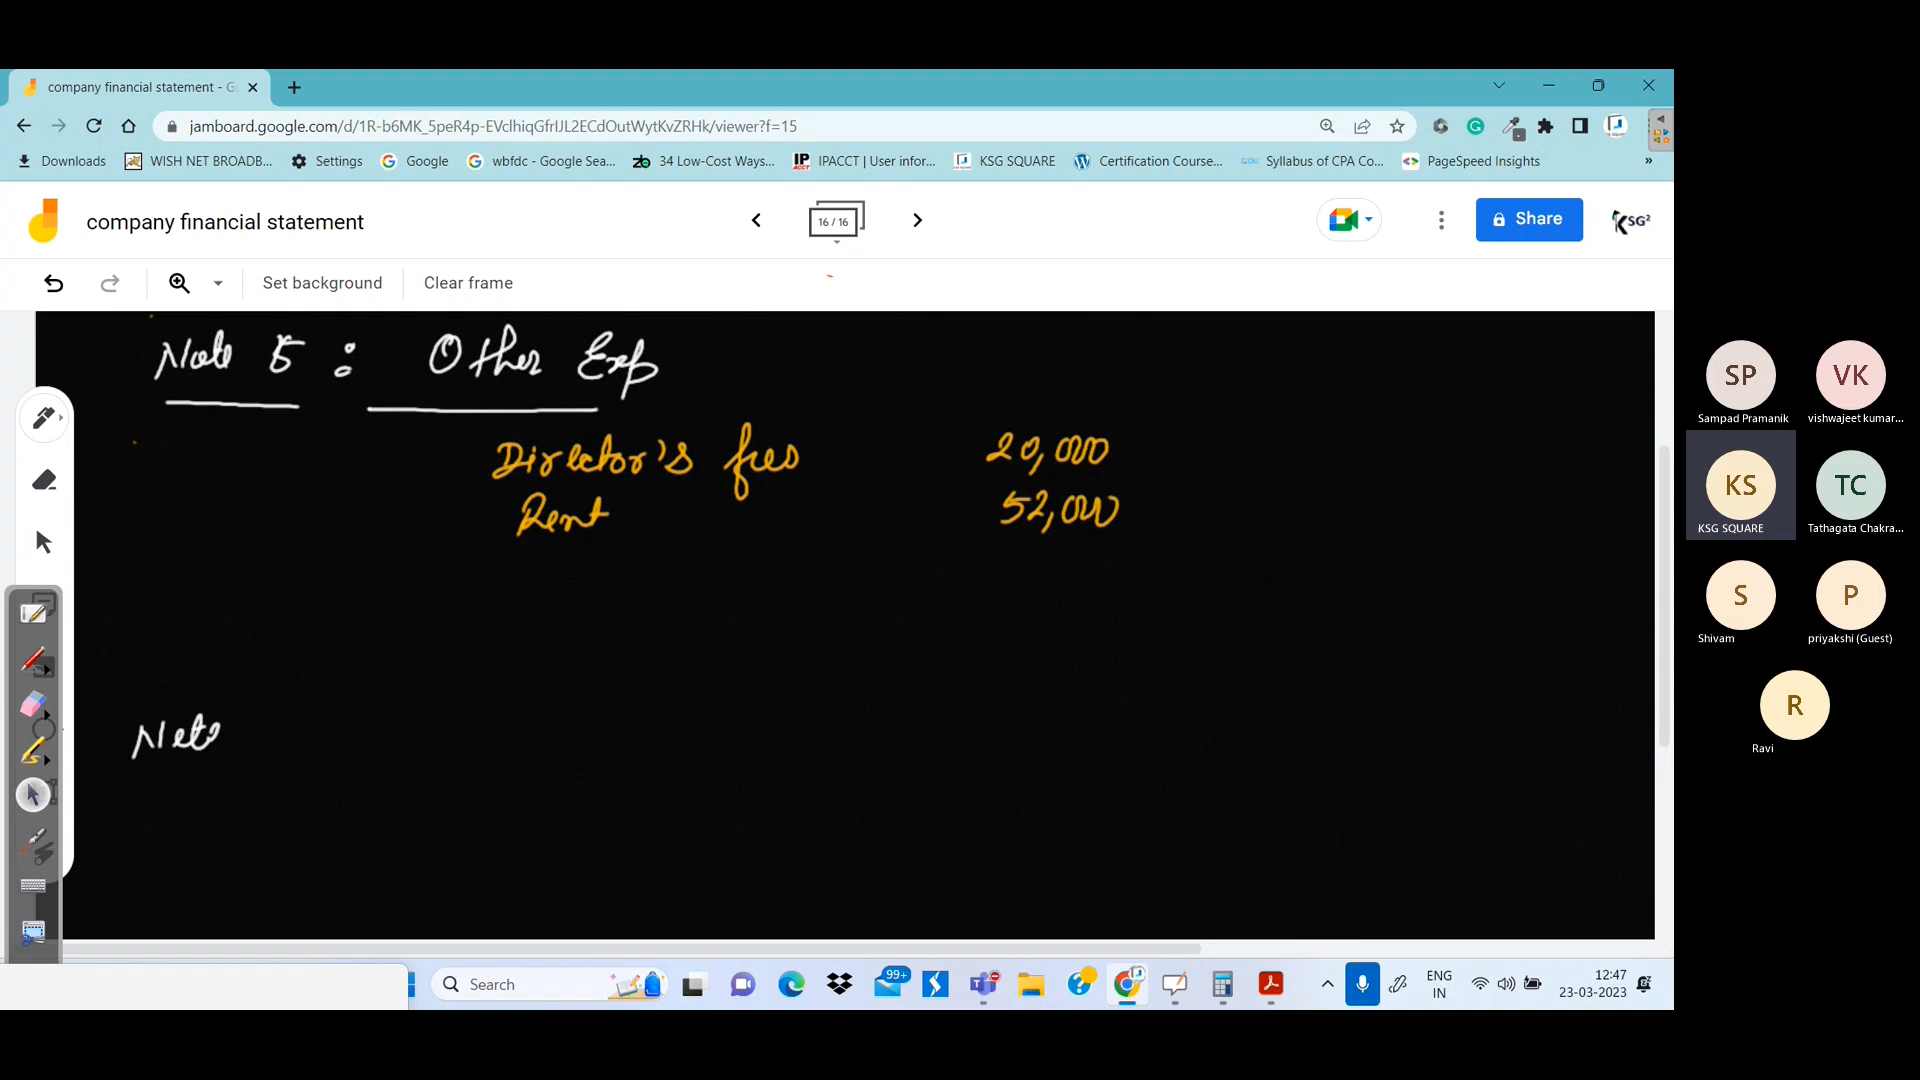 company financial statement - G
jamboard.google.com/d/1R-b6MK_5peR4p-EVclhiqGfrIJL2ECdOutWytKvZRHk/viewer?f=15
Downloads WISH NET BROADB... Settings Google wbfdc - Google Sea... 34 Low-Cost Ways... IPACCT | User infor... KSG SQUARE Certification Course... Syllabus of CPA Co... PageSpeed Insights »
company financial statement 16 / 16 Share KSG²
Set background Clear frame
Note 5 : Other Exp
Director's fees 20,000
Rent 52,000
Note
SP VK
Sampad Pramanik vishwajeet kumar...
KS TC
KSG SQUARE Tathagata Chakra...
S P
Shivam priyakshi (Guest)
R
Ravi
Search 99+ ENG IN 12:47
23-03-2023